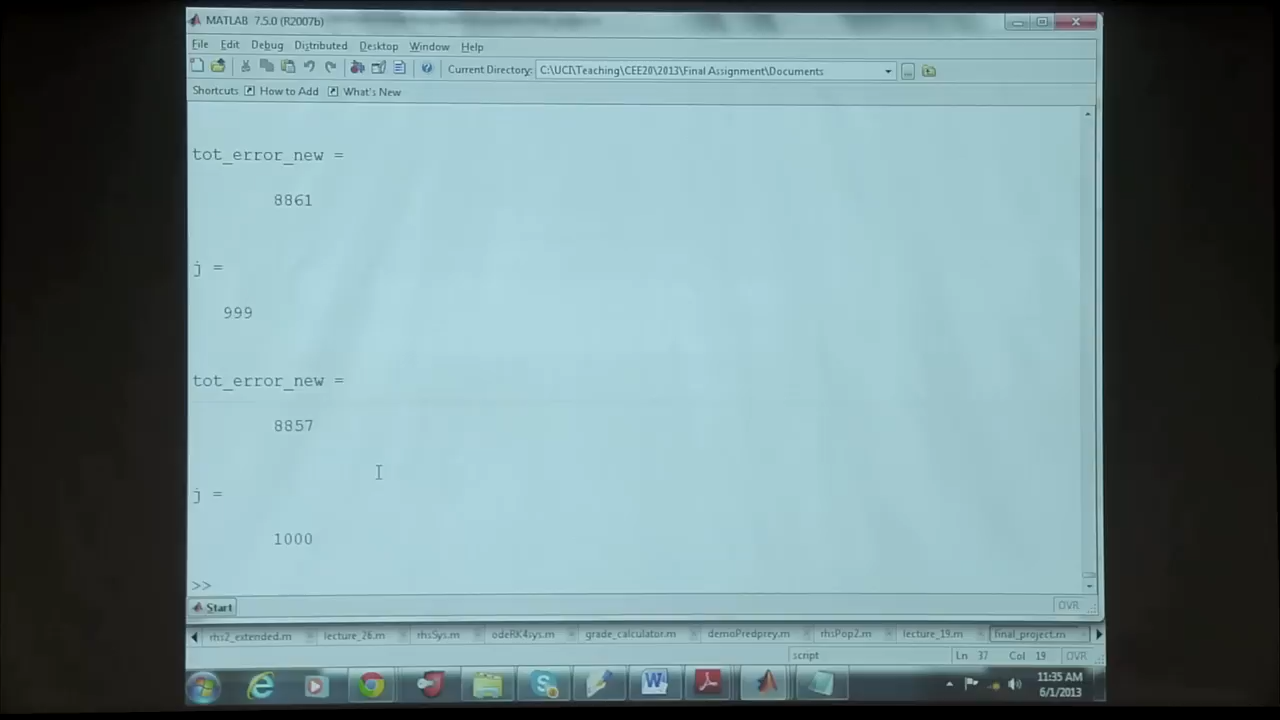 MATLAB 7.5.0 (R2007b)
File Edit Debug Distributed Desktop Window Help
Current Directory: C:\UCI\Teaching\CEE20\2013\Final Assignment\Documents ...
Shortcuts How to Add What's New
tot_error_new =
8861
j =
999
tot_error_new =
8857
j =
1000
>>
Start OVR
rhs2_extended.m lecture_26.m rhsSys.m odeRK4sys.m grade_calculator.m demoPredprey.m rhsPop2.m lecture_19.m final_project.m
script Ln 37 Col 19 OVR
11:35 AM
6/1/2013